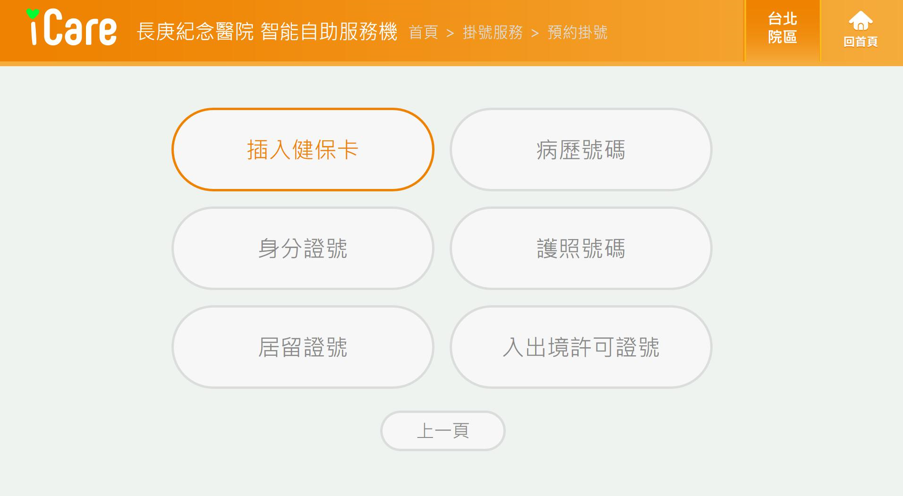 iCare 長庚紀念醫院 智能自助服務機 首頁 > 掛號服務 > 預約掛號
台北
院區
回首頁
插入健保卡
病歷號碼
身分證號
護照號碼
居留證號
入出境許可證號
上一頁